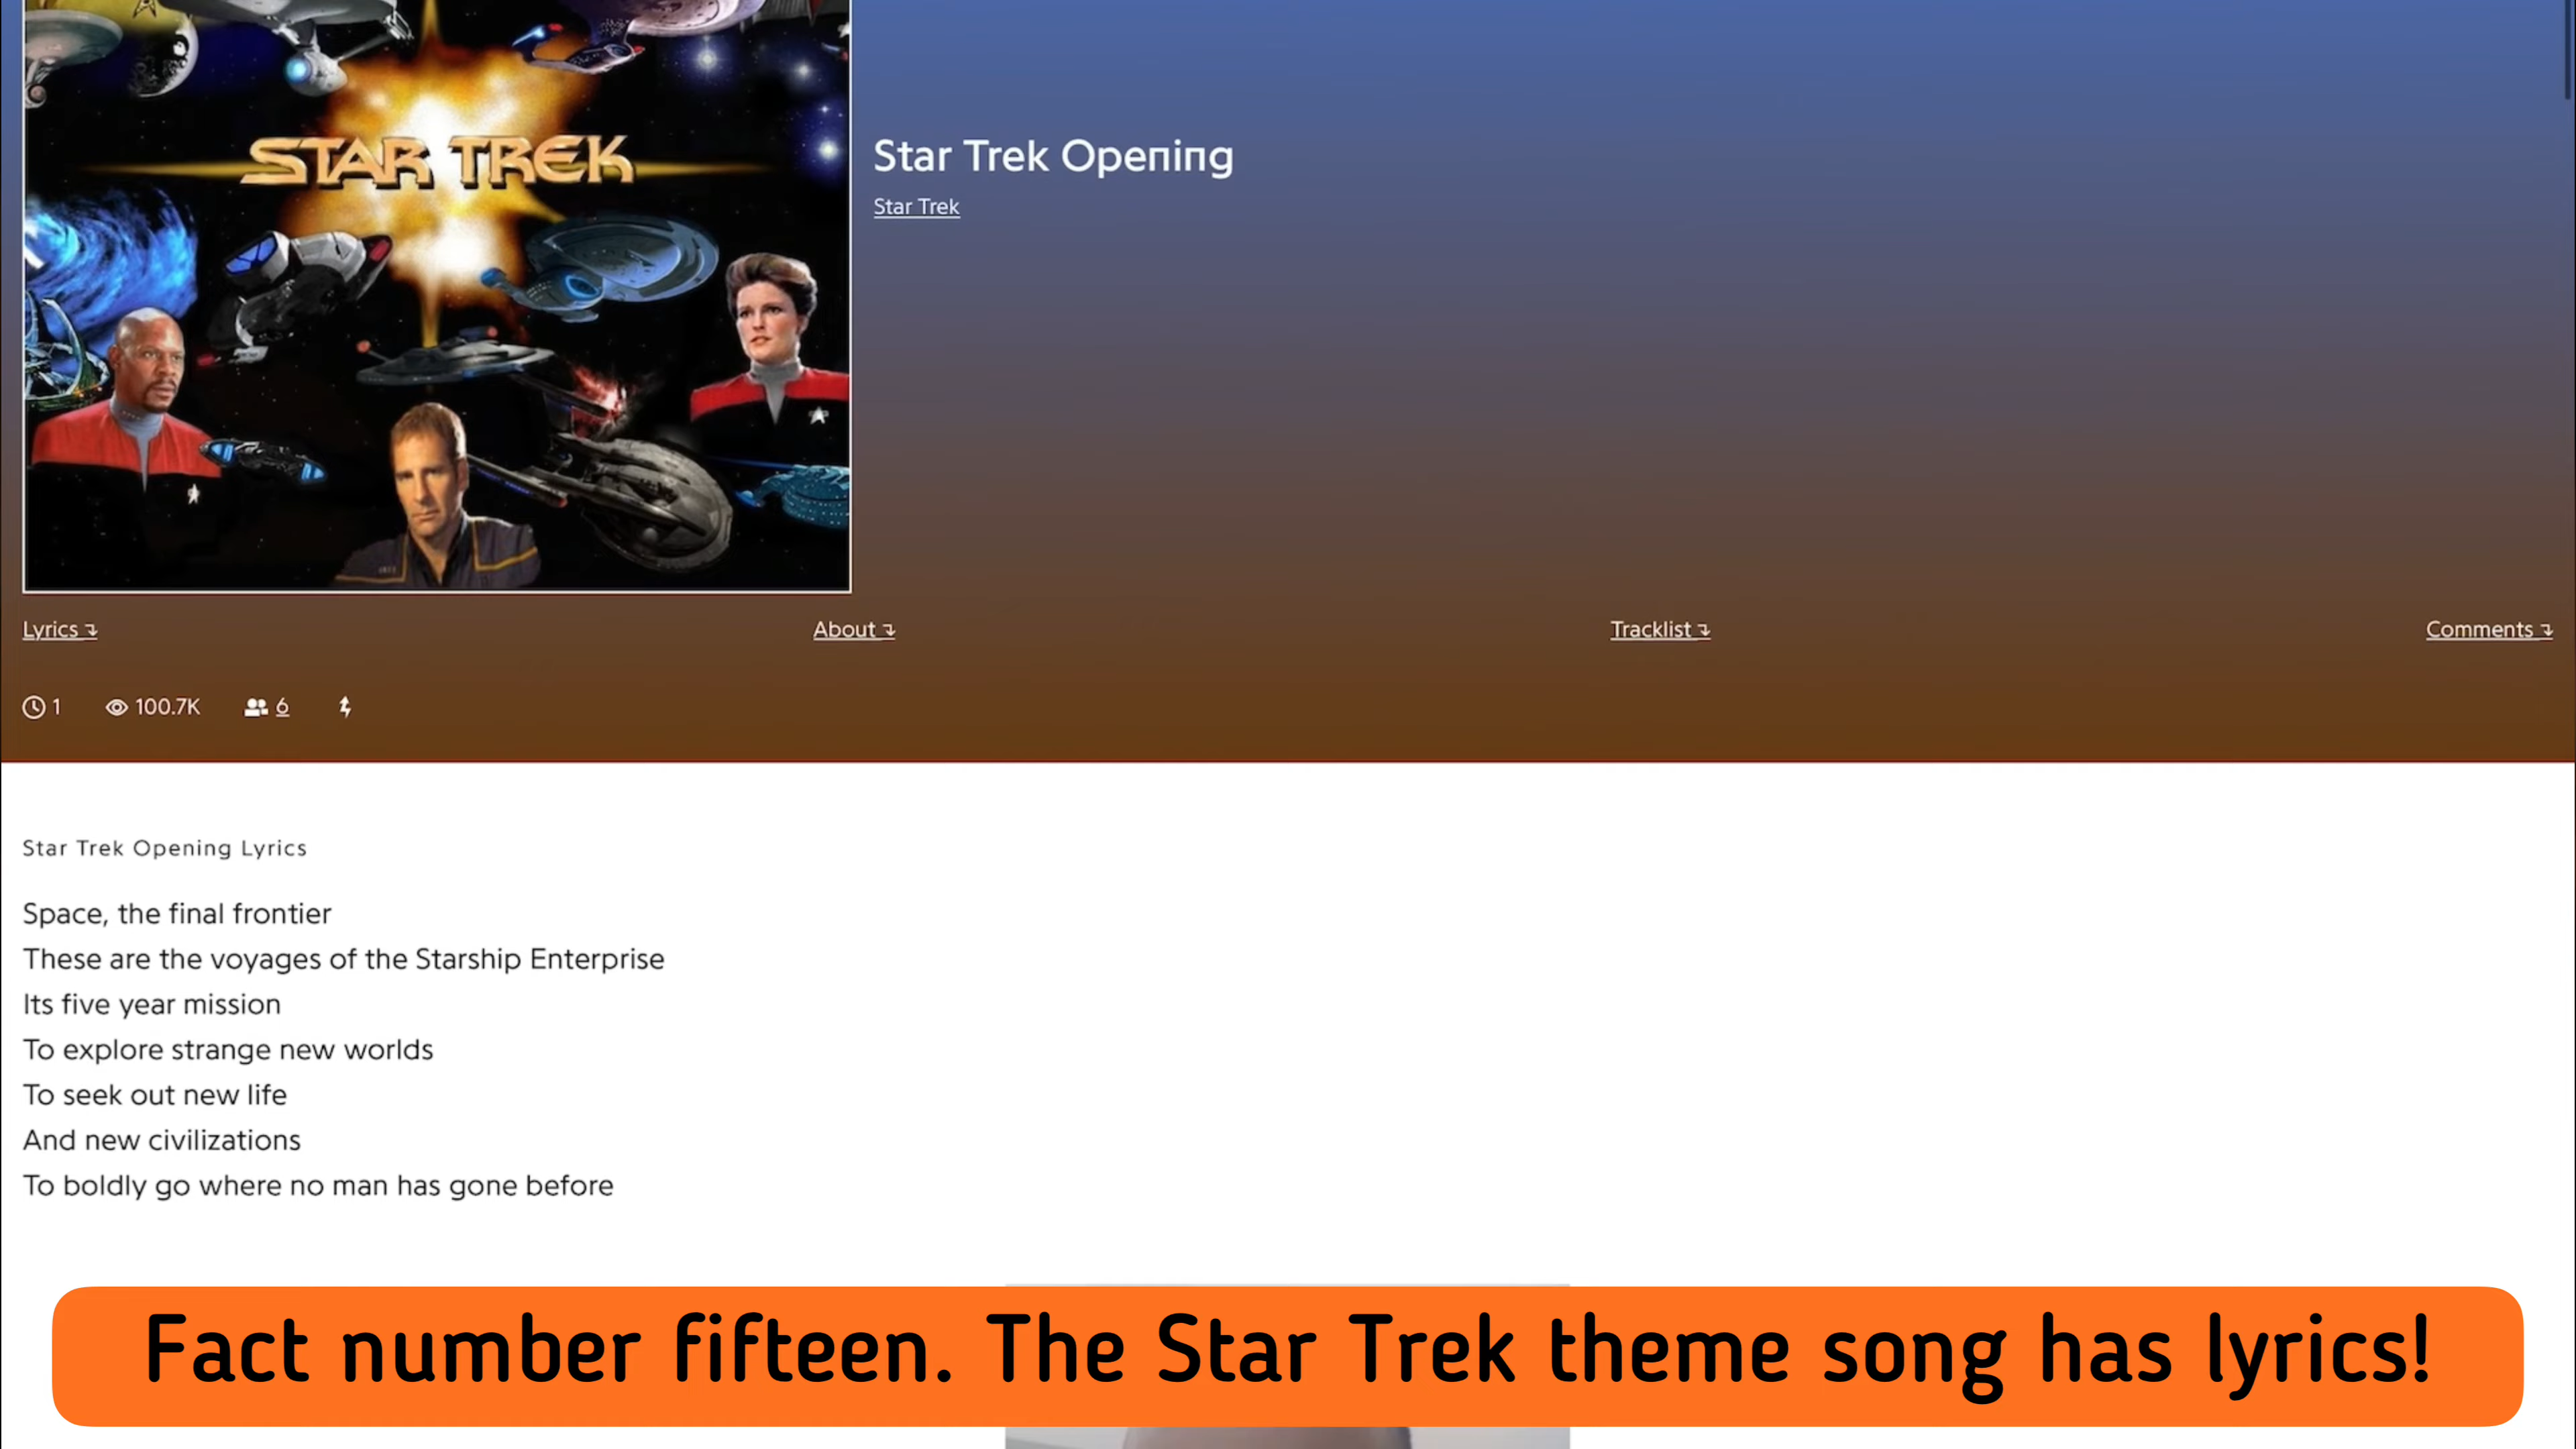 STAR TREK
Star Trek Opening
Star Trek
Lyrics
About
Tracklist
Comments
1
100.7K
6
Star Trek Opening Lyrics
Space, the final frontier
These are the voyages of the Starship Enterprise
Its five year mission
To explore strange new worlds
To seek out new life
And new civilizations
To boldly go where no man has gone before
Fact number fifteen. The Star Trek theme song has lyrics!